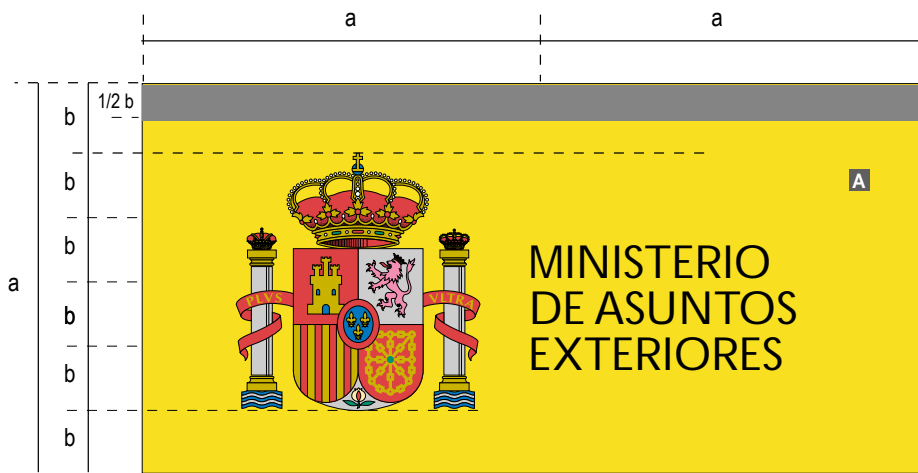 a a
a
b
1/2 b
b
A
b
b
b
b
PLVS VLTRA
MINISTERIO
DE ASUNTOS
EXTERIORES